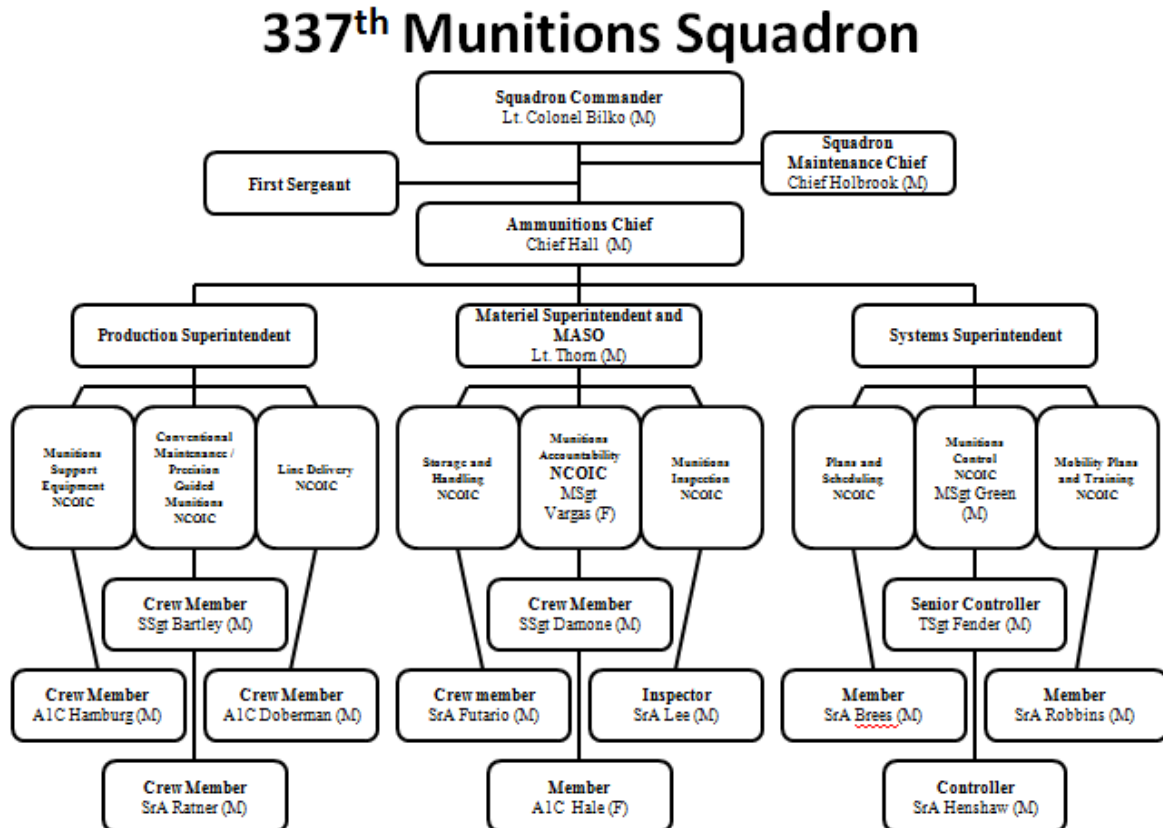 337th Munitions Squadron
Squadron Commander
Lt. Colonel Bilko (M)
Squadron
Maintenance Chief
Chief Holbrook (M)
First Sergeant
Ammunitions Chief
Chief Hall (M)
Production Superintendent
Materiel Superintendent and
MASO
Lt. Thorn (M)
Systems Superintendent
Munitions
Support
Equipment
NCOIC
Conventional
Maintenance /
Precision
Guided
Munitions
NCOIC
Line Delivery
NCOIC
Storage and
Handling
NCOIC
Munitions
Accountability
NCOIC
MSgt
Vargas (F)
Munitions
Inspection
NCOIC
Plans and
Scheduling
NCOIC
Munitions
Control
NCOIC
MSgt Green
(M)
Mobility Plans
and Training
NCOIC
Crew Member
SSgt Bartley (M)
Crew Member
SSgt Damone (M)
Senior Controller
TSgt Fender (M)
Crew Member
A1C Hamburg (M)
Crew Member
A1C Doberman (M)
Crew member
SrA Futario (M)
Inspector
SrA Lee (M)
Member
SrA Brees (M)
Member
SrA Robbins (M)
Crew Member
SrA Ratner (M)
Member
A1C Hale (F)
Controller
SrA Henshaw (M)